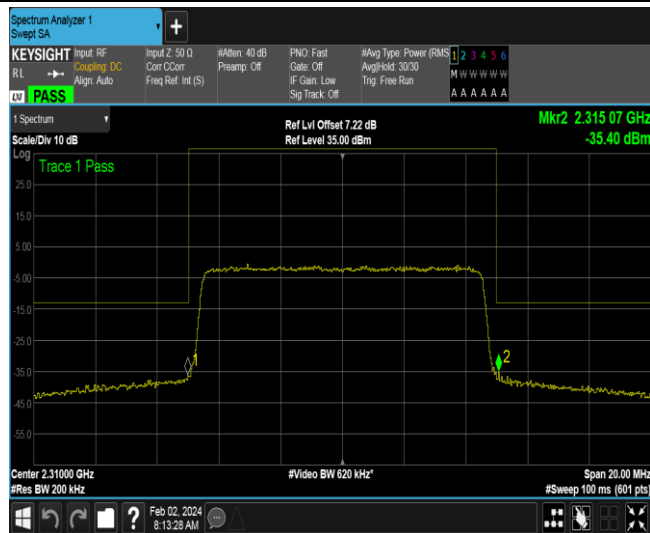 Spectrum Analyzer 1
Swept SA
+
KEYSIGHT
RL
PASS
Input: RF
Coupling: DC
Align: Auto
Input Z: 50 Ω
Corr CCorr
Freq Ref: Int (S)
#Atten: 40 dB
Preamp: Off
PNO: Fast
Gate: Off
IF Gain: Low
Sig Track: Off
#Avg Type: Power (RMS
Avg|Hold: 30/30
Trig: Free Run
1 2 3 4 5 6
M W W W W W
A A A A A A
1 Spectrum
Scale/Div 10 dB
Ref Lvl Offset 7.22 dB
Ref Level 35.00 dBm
Mkr2 2.315 07 GHz
-35.40 dBm
Log
Trace 1 Pass
25.0
15.0
5.00
-5.00
-15.0
-25.0
-35.0
-45.0
-55.0
1
2
Center 2.31000 GHz
#Res BW 200 kHz
#Video BW 620 kHz*
Span 20.00 MHz
#Sweep 100 ms (601 pts)
?
Feb 02, 2024
8:13:28 AM